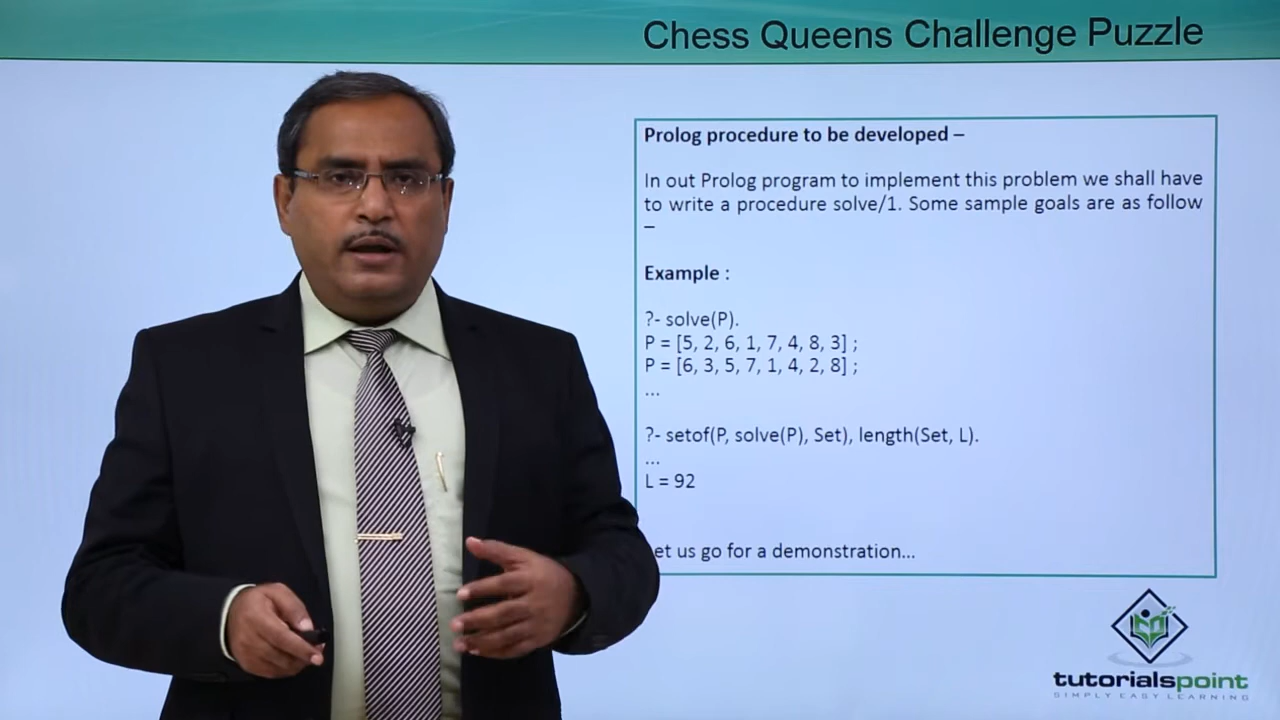 Chess Queens Challenge Puzzle
Prolog procedure to be developed –
In out Prolog program to implement this problem we shall have
to write a procedure solve/1. Some sample goals are as follow
–
Example :
?- solve(P).
P = [5, 2, 6, 1, 7, 4, 8, 3] ;
P = [6, 3, 5, 7, 1, 4, 2, 8] ;
...
?- setof(P, solve(P), Set), length(Set, L).
...
L = 92
et us go for a demonstration...
tutorialspoint
SIMPLY EASY LEARNING